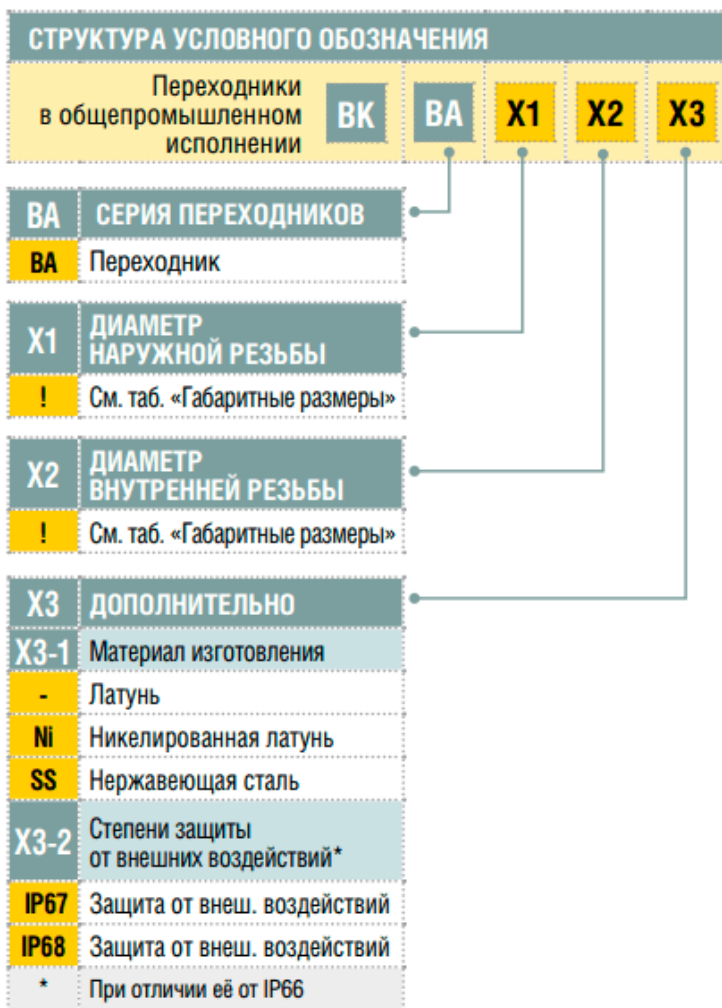 СТРУКТУРА УСЛОВНОГО ОБОЗНАЧЕНИЯ
Переходники
в общепромышленном
исполнении
ВК ВА X1 X2 X3
ВА СЕРИЯ ПЕРЕХОДНИКОВ
ВА Переходник
X1 ДИАМЕТР
НАРУЖНОЙ РЕЗЬБЫ
! См. таб. «Габаритные размеры»
X2 ДИАМЕТР
ВНУТРЕННЕЙ РЕЗЬБЫ
! См. таб. «Габаритные размеры»
X3 ДОПОЛНИТЕЛЬНО
X3-1 Материал изготовления
- Латунь
Ni Никелированная латунь
SS Нержавеющая сталь
X3-2 Степени защиты
от внешних воздействий*
IP67 Защита от внеш. воздействий
IP68 Защита от внеш. воздействий
* При отличии её от IP66